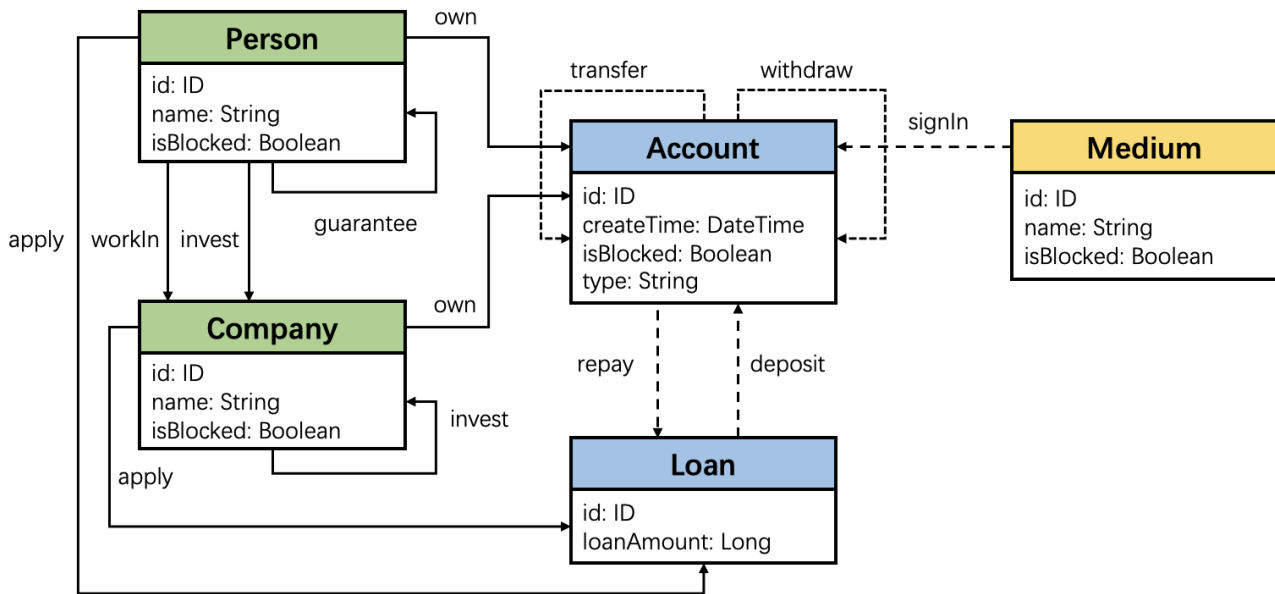 Person
id: ID
name: String
isBlocked: Boolean
own
transfer
withdraw
signIn
Account
id: ID
createTime: DateTime
isBlocked: Boolean
type: String
Medium
id: ID
name: String
isBlocked: Boolean
guarantee
apply
workIn
invest
Company
id: ID
name: String
isBlocked: Boolean
own
invest
apply
repay
deposit
Loan
id: ID
loanAmount: Long